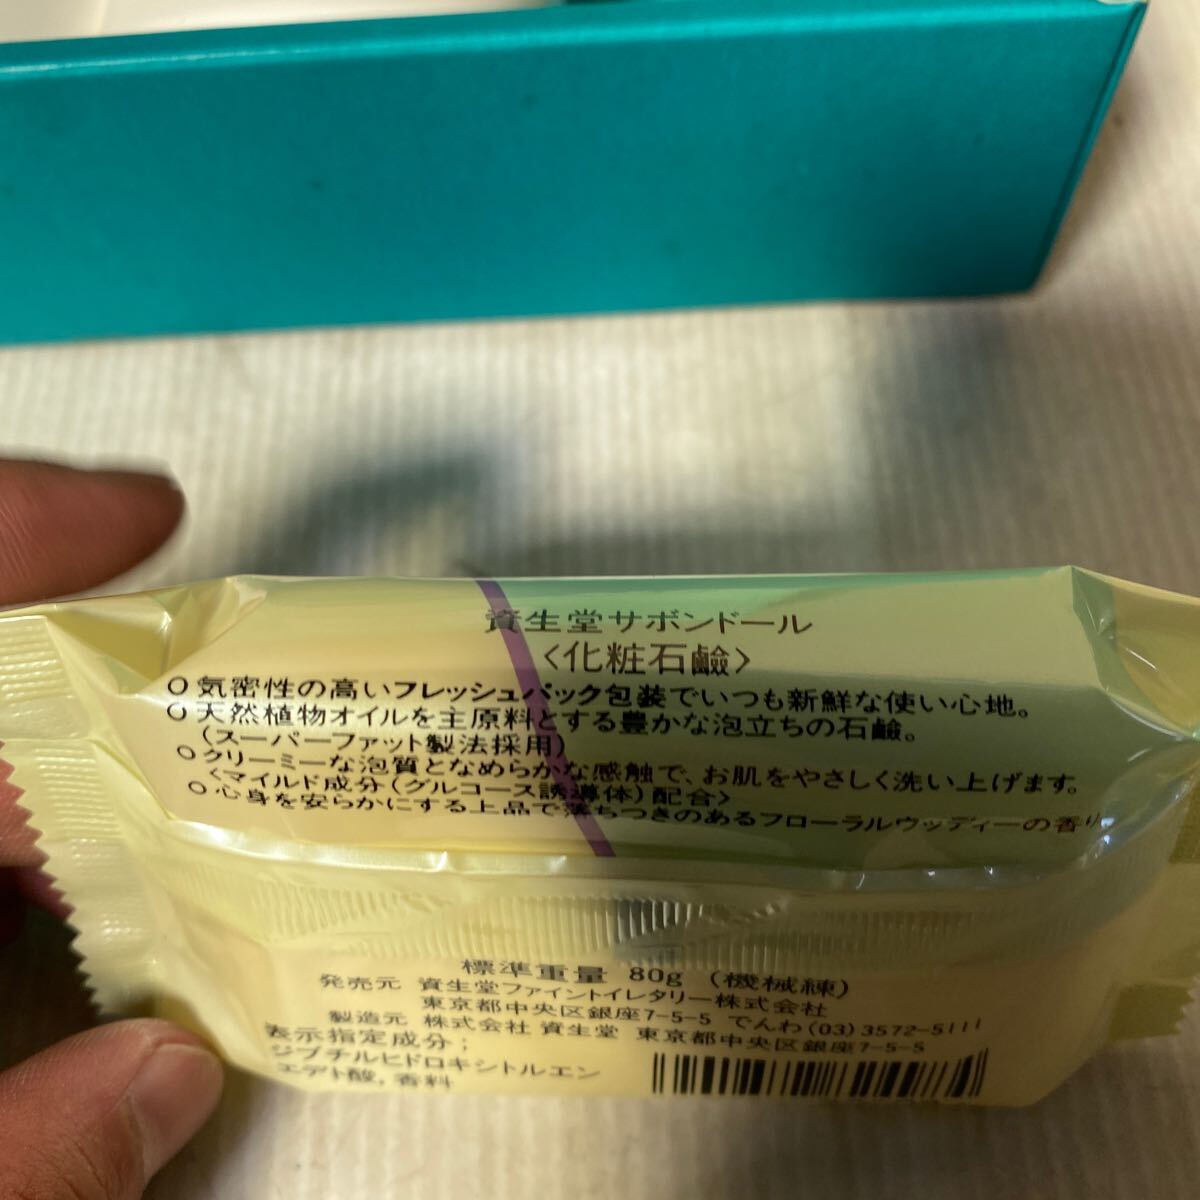 資生堂サボンドール
〈化粧石鹸〉
○気密性の高いフレッシュパック包装でいつも新鮮な使い心地。
○天然植物オイルを主原料とする豊かな泡立ちの石鹸。
(スーパーファット製法採用)
○クリーミーな泡質となめらかな感触で、お肌をやさしく洗い上げます。
〈マイルド成分(グルコース誘導体)配合〉
○心身を安らかにする上品で落ちつきのあるフローラルウッディーの香り
標準重量 80g (機械練)
発売元 資生堂ファイントイレタリー株式会社
東京都中央区銀座7-5-5 でんわ(03)3572-5111
製造元 株式会社 資生堂 東京都中央区銀座7-5-5
表示指定成分;
ジブチルヒドロキシトルエン
エデト酸, 香料